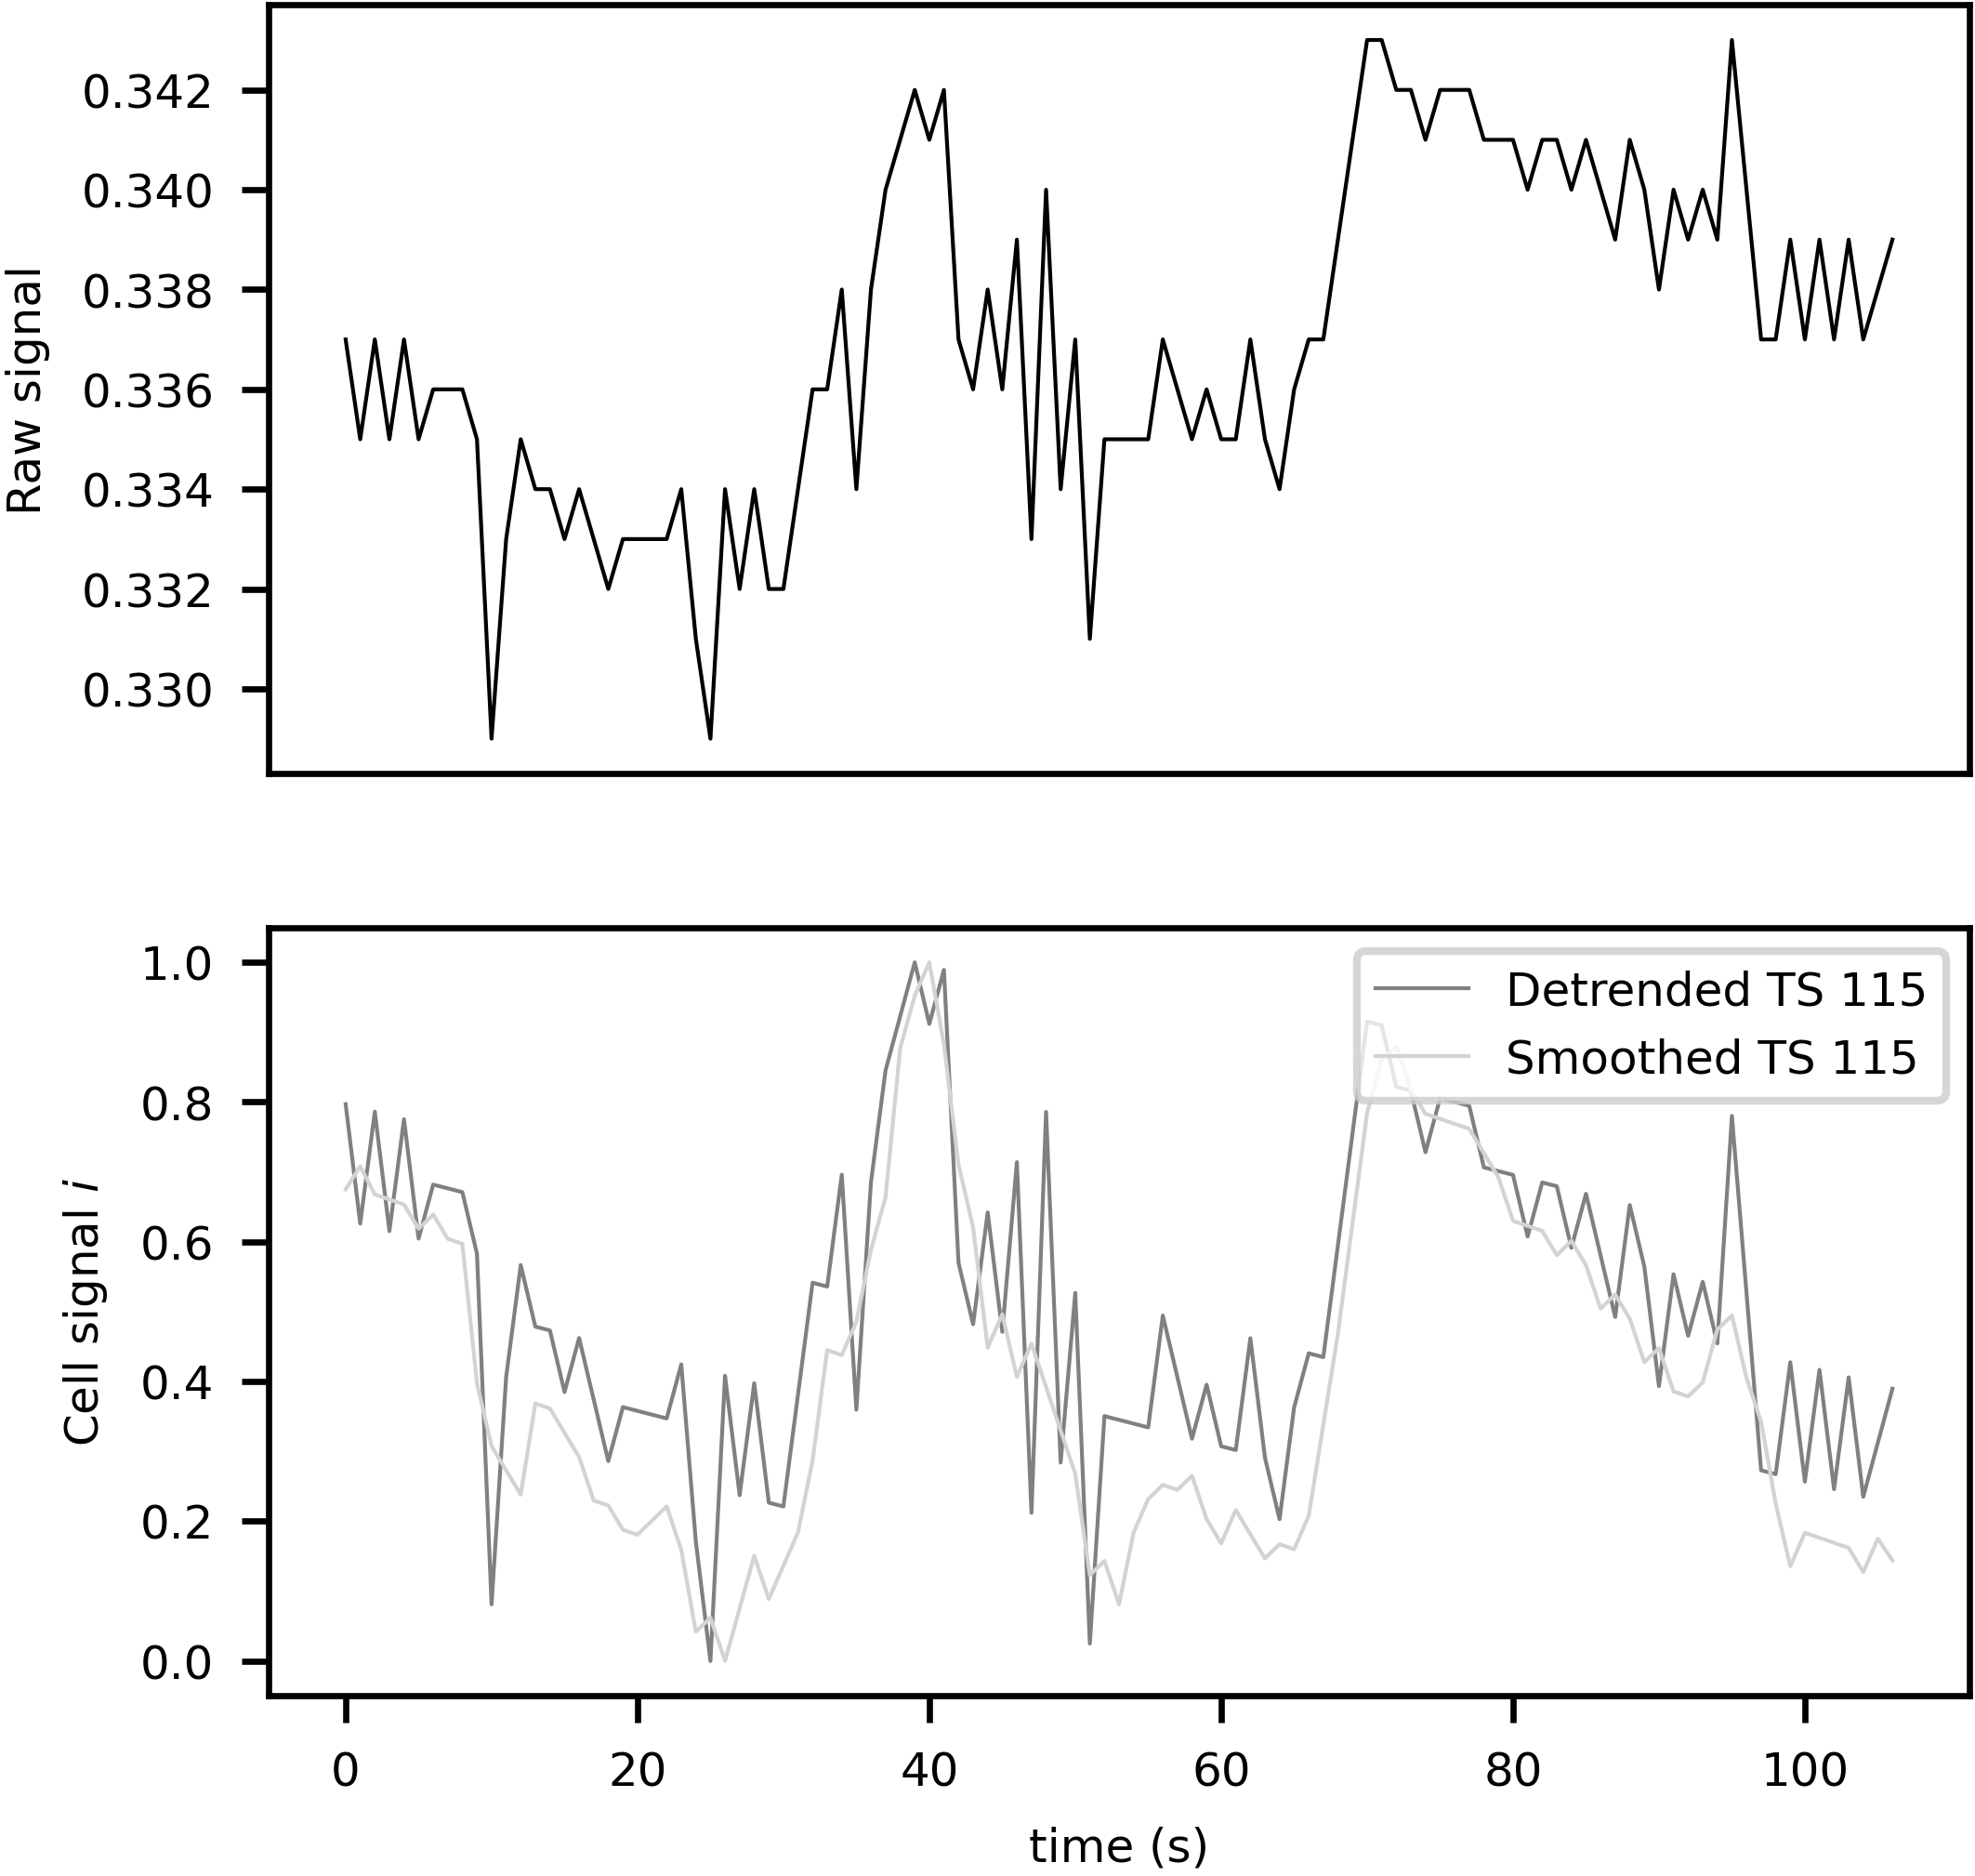 Raw signal
0.342
0.340
0.338
0.336
0.334
0.332
0.330
Cell signal i
1.0
0.8
0.6
0.4
0.2
0.0
Detrended TS 115
Smoothed TS 115
0 20 40 60 80 100
time (s)